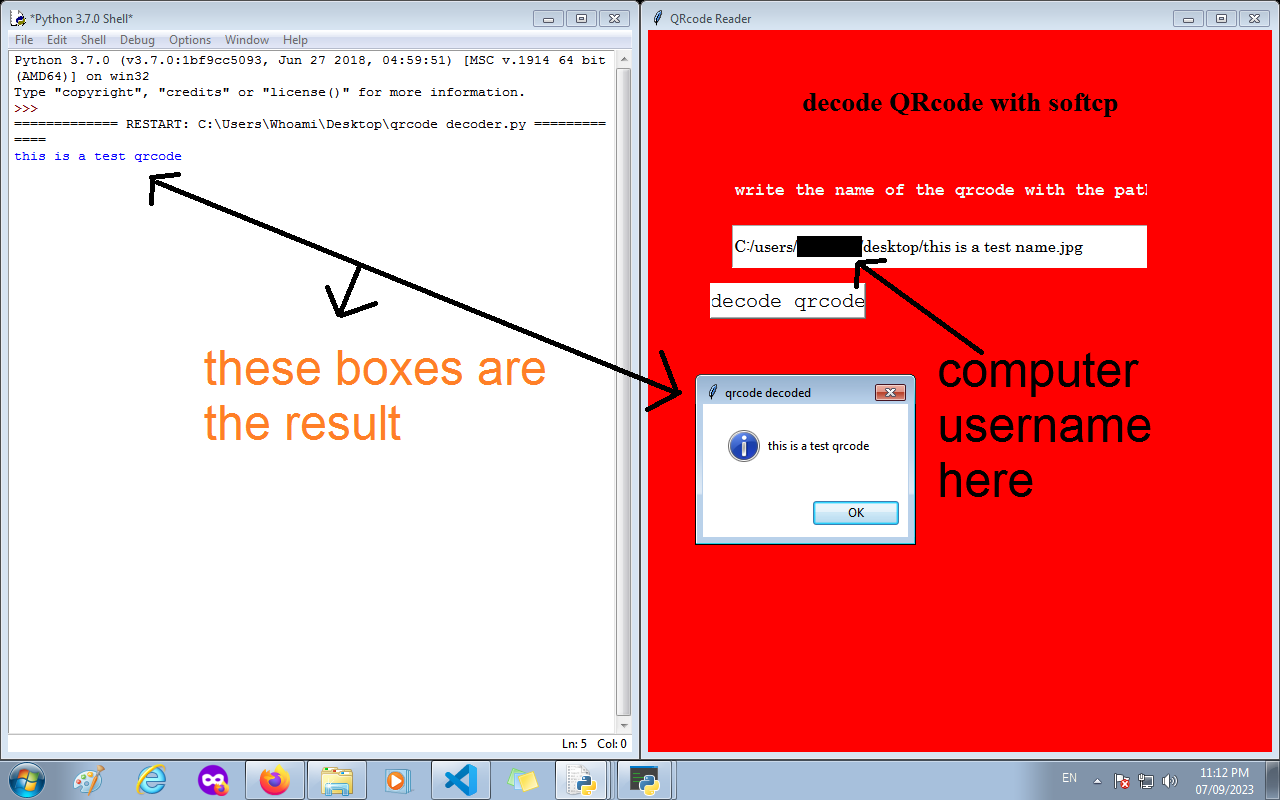 *Python 3.7.0 Shell*
File Edit Shell Debug Options Window Help
Python 3.7.0 (v3.7.0:1bf9cc5093, Jun 27 2018, 04:59:51) [MSC v.1914 64 bit
(AMD64)] on win32
Type "copyright", "credits" or "license()" for more information.
>>>
============= RESTART: C:\Users\Whoami\Desktop\qrcode decoder.py =========
====
this is a test qrcode
these boxes are
the result
Ln: 5 Col: 0
QRcode Reader
decode QRcode with softcp
write the name of the qrcode with the path
C:/users/ /desktop/this is a test name.jpg
decode qrcode
computer
username
here
qrcode decoded
this is a test qrcode
OK
EN
11:12 PM
07/09/2023